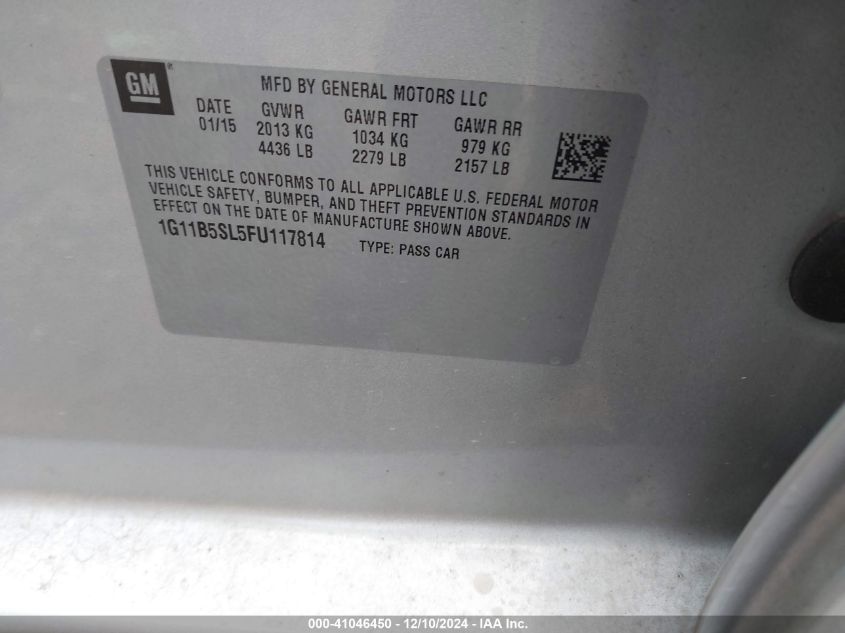 GM
MFD BY GENERAL MOTORS LLC
DATE GVWR GAWR FRT GAWR RR
01/15 2013 KG 1034 KG 979 KG
4436 LB 2279 LB 2157 LB
THIS VEHICLE CONFORMS TO ALL APPLICABLE U.S. FEDERAL MOTOR
VEHICLE SAFETY, BUMPER, AND THEFT PREVENTION STANDARDS IN
EFFECT ON THE DATE OF MANUFACTURE SHOWN ABOVE.
1G11B5SL5FU117814 TYPE: PASS CAR
000-41046450 - 12/10/2024 - IAA Inc.